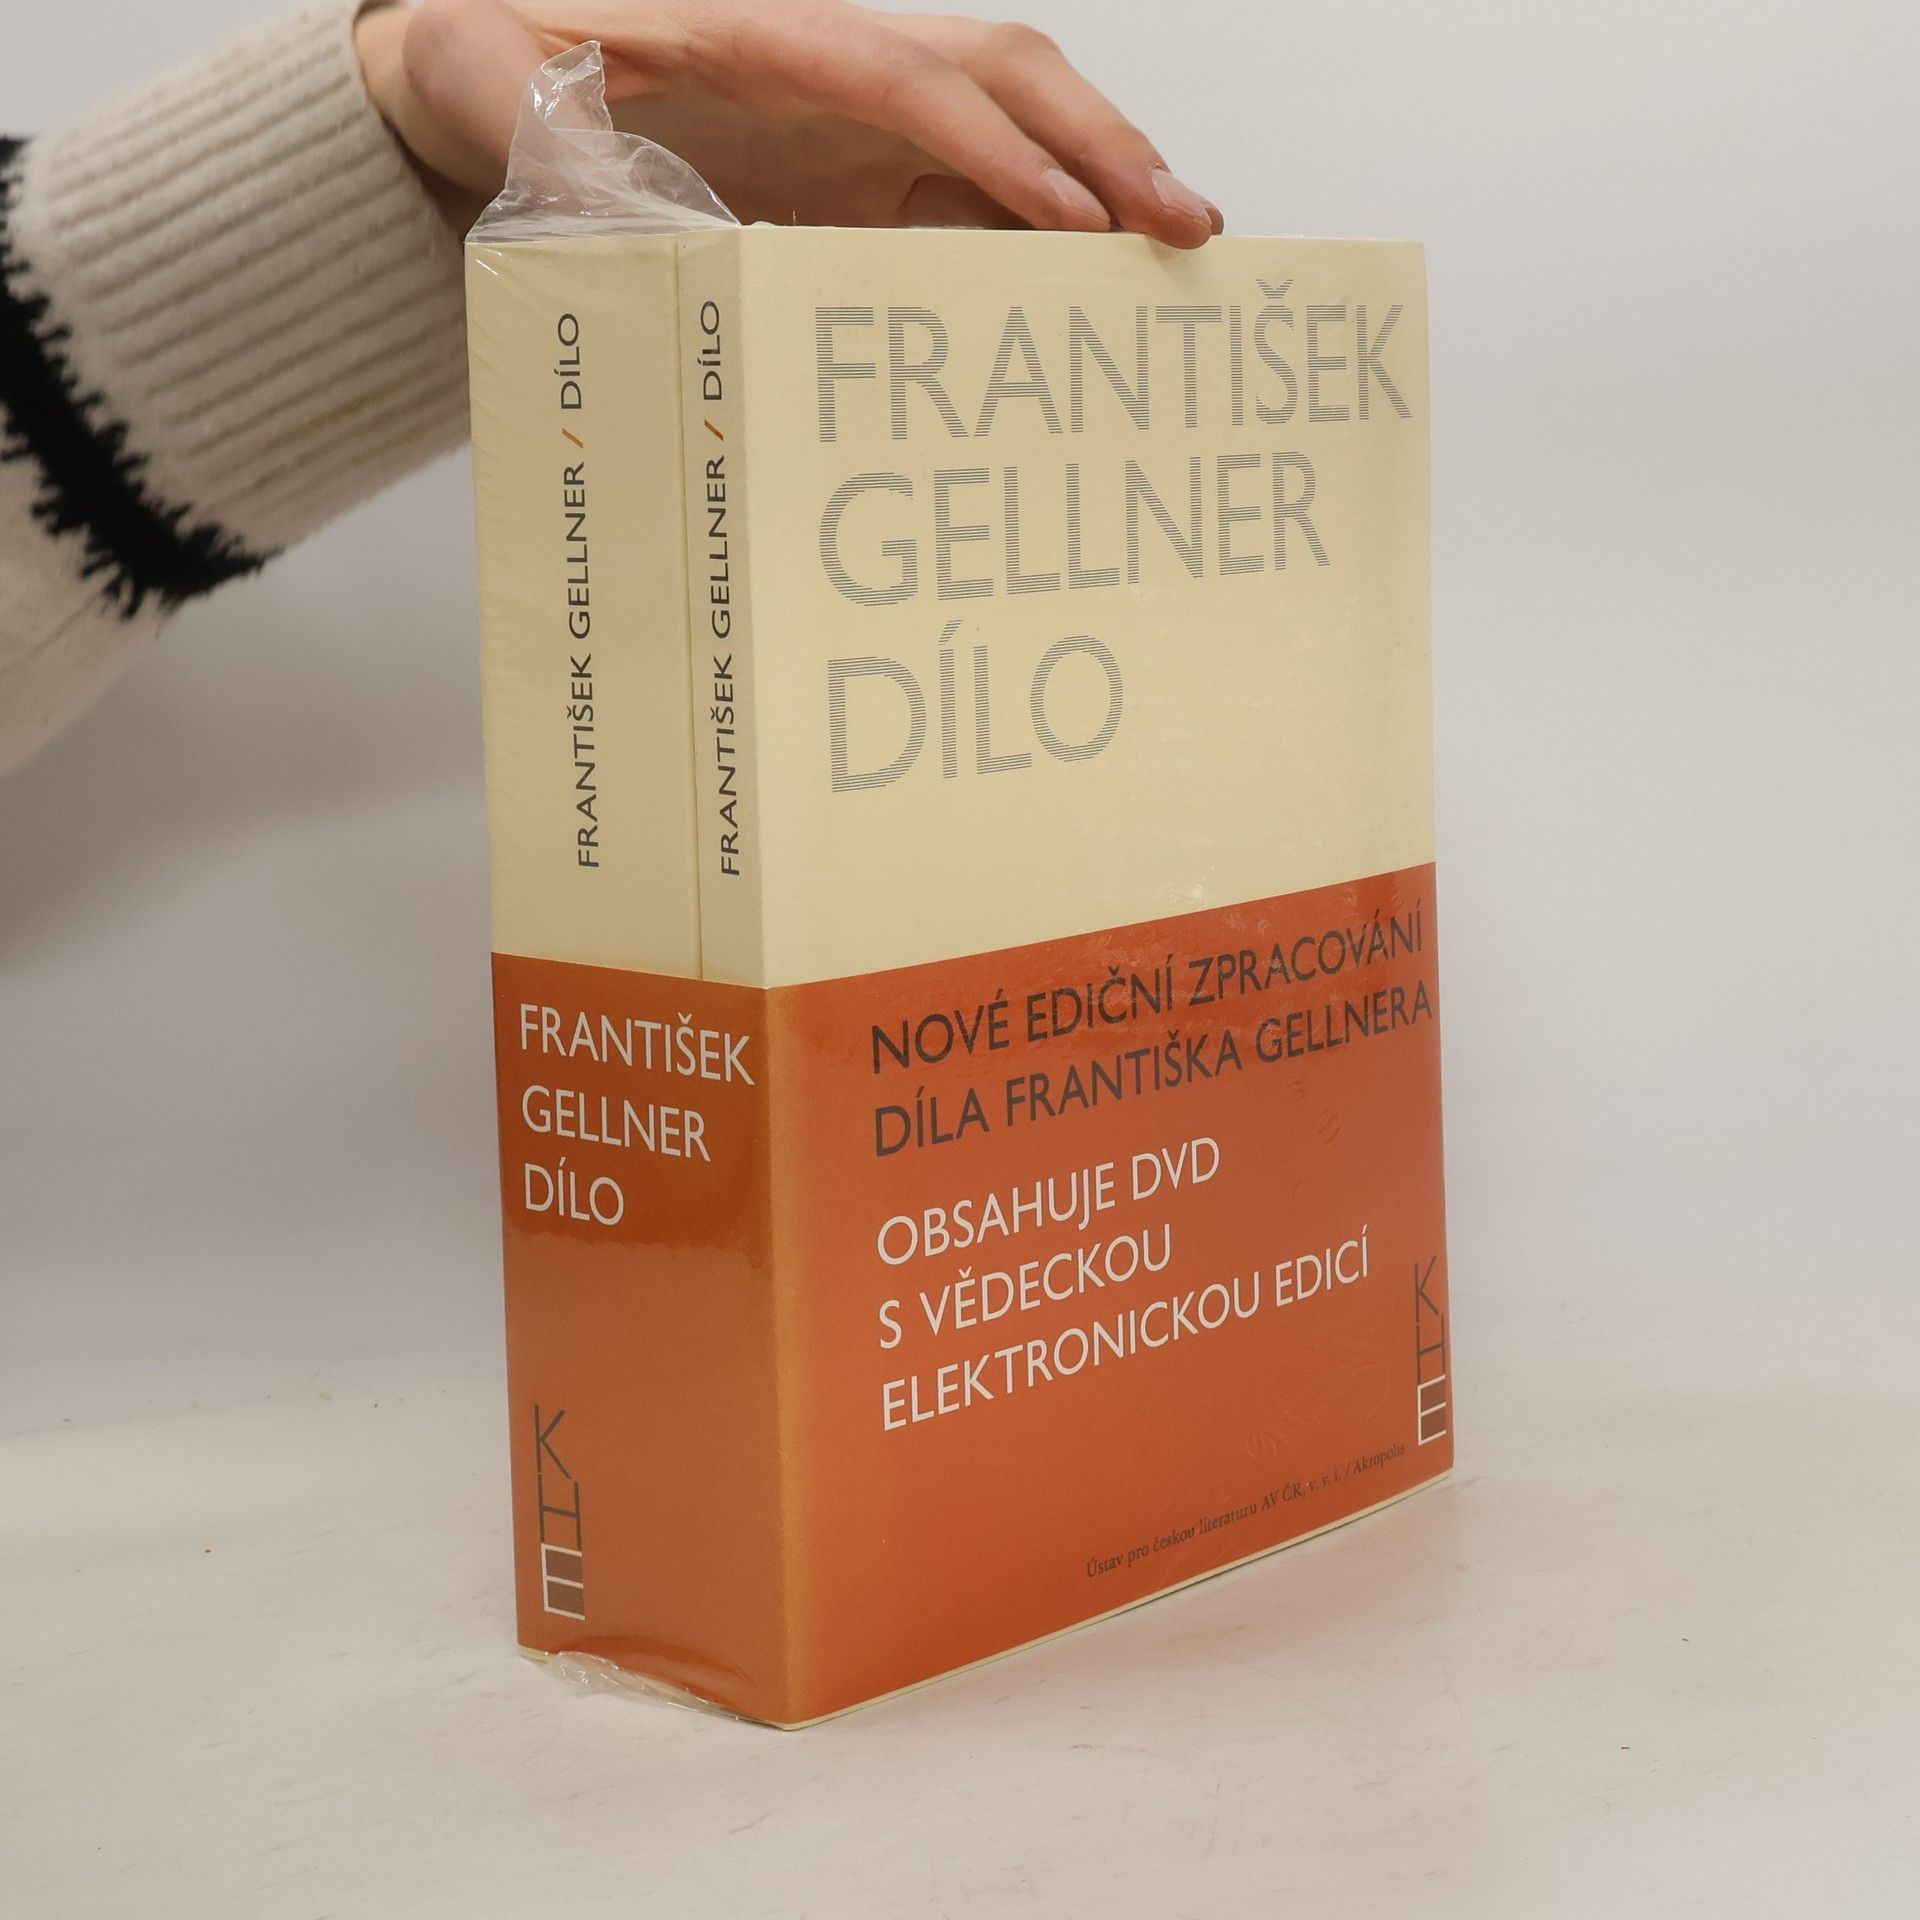 FRANTIŠEK GELLNER / DÍLO
FRANTIŠEK GELLNER / DÍLO
FRANTIŠEK
GELLNER
DÍLO
FRANTIŠEK
GELLNER
DÍLO
KHE
NOVÉ EDIČNÍ ZPRACOVÁNÍ
DÍLA FRANTIŠKA GELLNERA
OBSAHUJE DVD
S VĚDECKOU
ELEKTRONICKOU EDICÍ
KHE
Ústav pro českou literaturu AV ČR, v. v. i. / Akropolis